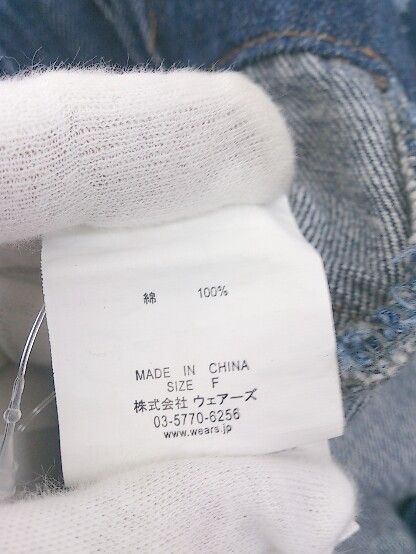 綿 100%
MADE IN CHINA
SIZE F
株式会社 ウェアーズ
03-5770-6256
www.wears.jp